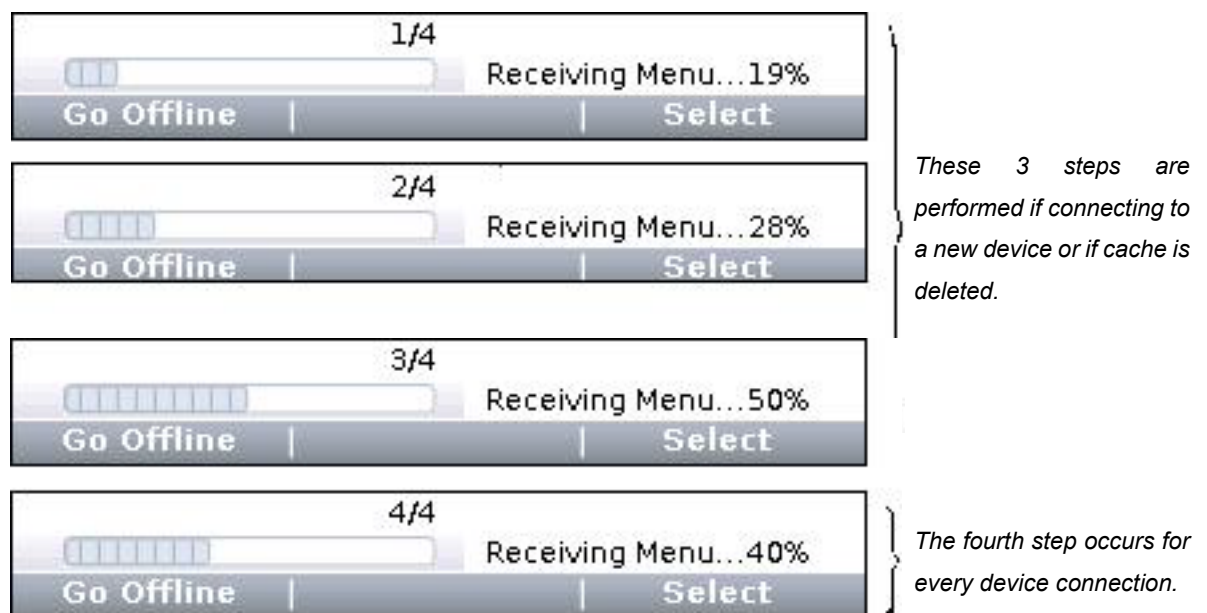 1/4
Receiving Menu...19%
Go Offline | | Select
2/4
Receiving Menu...28%
Go Offline | | Select
These 3 steps are
performed if connecting to
a new device or if cache is
deleted.
3/4
Receiving Menu...50%
Go Offline | | Select
4/4
Receiving Menu...40%
Go Offline | | Select
The fourth step occurs for
every device connection.